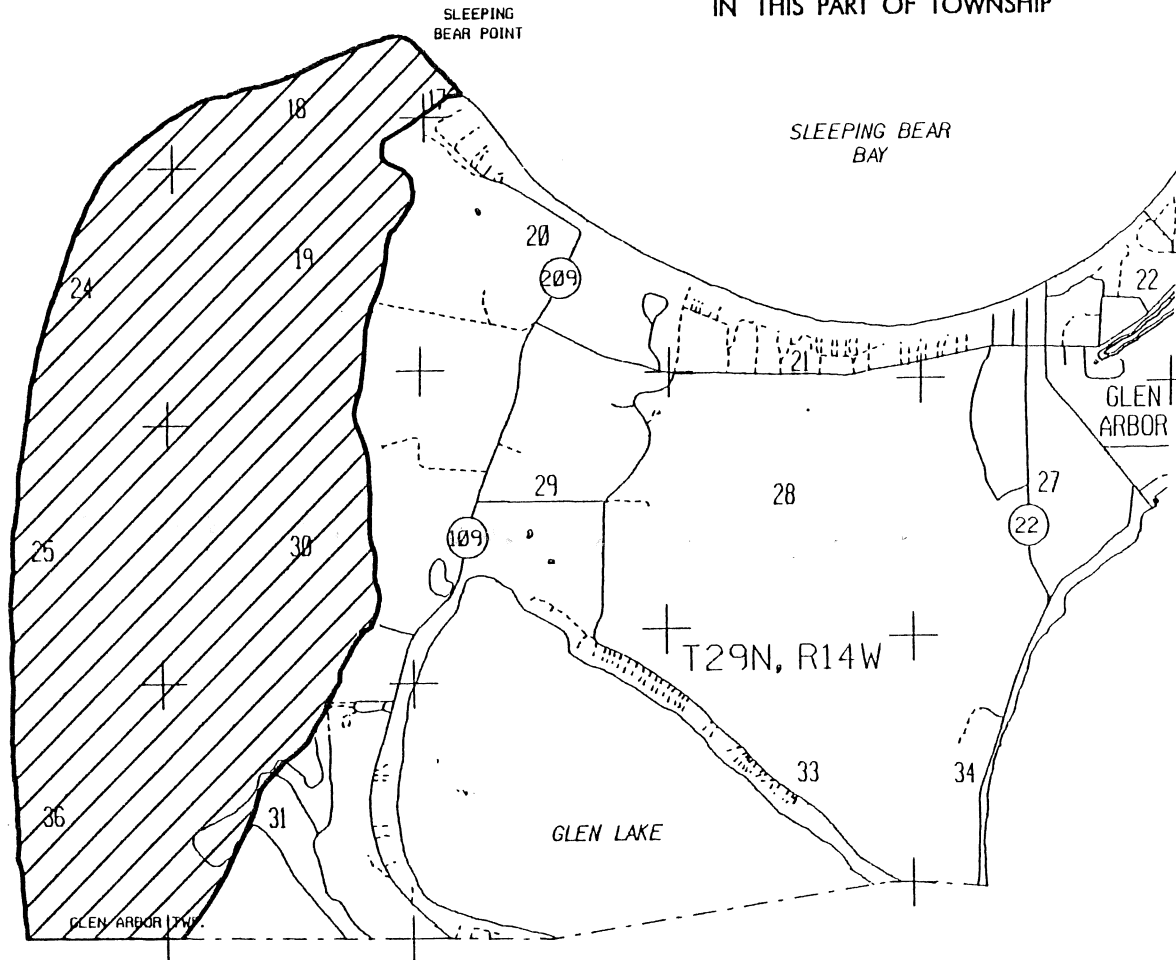 IN THIS PART OF TOWNSHIP
SLEEPING
BEAR POINT
17
18
SLEEPING BEAR
BAY
20
19
209
22
24
21
GLEN
ARBOR
29
28
27
22
109
25
30
T29N, R14W
33
34
36
31
GLEN LAKE
GLEN ARBOR TWP.